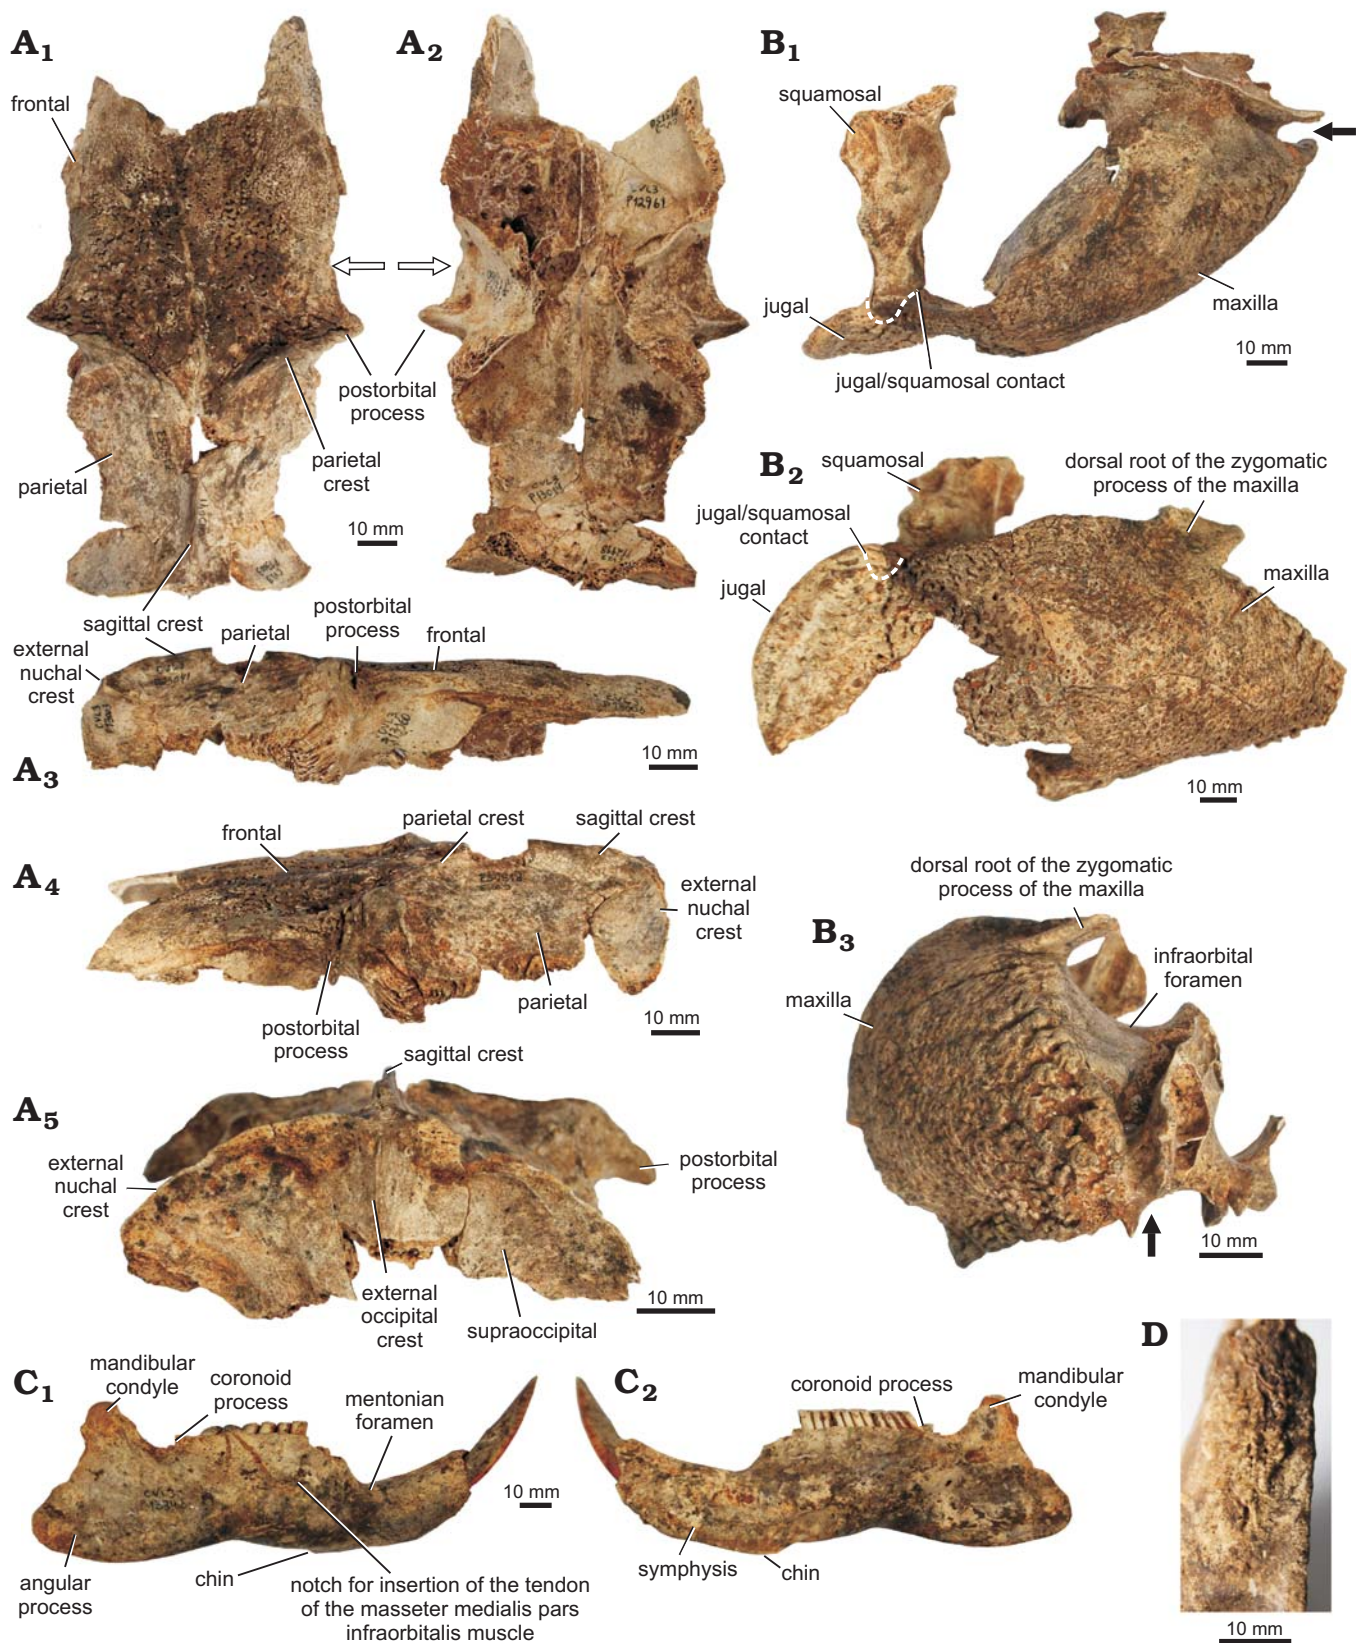 A1
A2
B1
frontal
squamosal
CVL3
P12961
jugal
maxilla
10 mm
jugal/squamosal contact
postorbital
process
parietal
crest
parietal
10 mm
B2
squamosal
dorsal root of the zygomatic
process of the maxilla
jugal/squamosal
contact
maxilla
jugal
10 mm
sagittal crest
external
nuchal
crest
parietal
postorbital
process
frontal
10 mm
A3
A4
frontal
parietal crest
sagittal crest
external
nuchal
crest
parietal
postorbital
process
10 mm
dorsal root of the zygomatic
process of the maxilla
B3
infraorbital
foramen
maxilla
10 mm
A5
sagittal crest
external
nuchal
crest
postorbital
process
external
occipital
crest
supraoccipital
10 mm
C1
mandibular
condyle
coronoid
process
mentonian
foramen
10 mm
angular
process
chin
notch for insertion of the tendon
of the masseter medialis pars
infraorbitalis muscle
C2
coronoid process
mandibular
condyle
symphysis
chin
D
10 mm